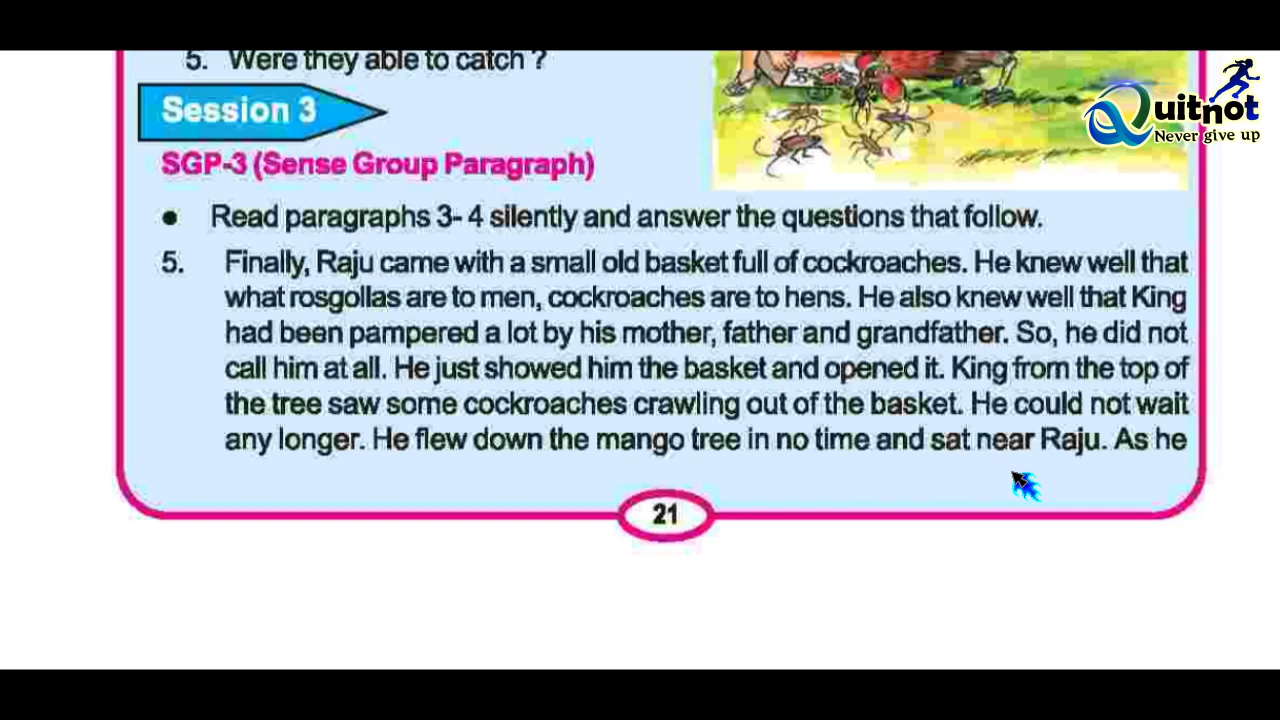 5. Were they able to catch ?
Session 3
Quitnot
Never give up
SGP-3 (Sense Group Paragraph)
• Read paragraphs 3- 4 silently and answer the questions that follow.
5. Finally, Raju came with a small old basket full of cockroaches. He knew well that
what rosgollas are to men, cockroaches are to hens. He also knew well that King
had been pampered a lot by his mother, father and grandfather. So, he did not
call him at all. He just showed him the basket and opened it. King from the top of
the tree saw some cockroaches crawling out of the basket. He could not wait
any longer. He flew down the mango tree in no time and sat near Raju. As he
21